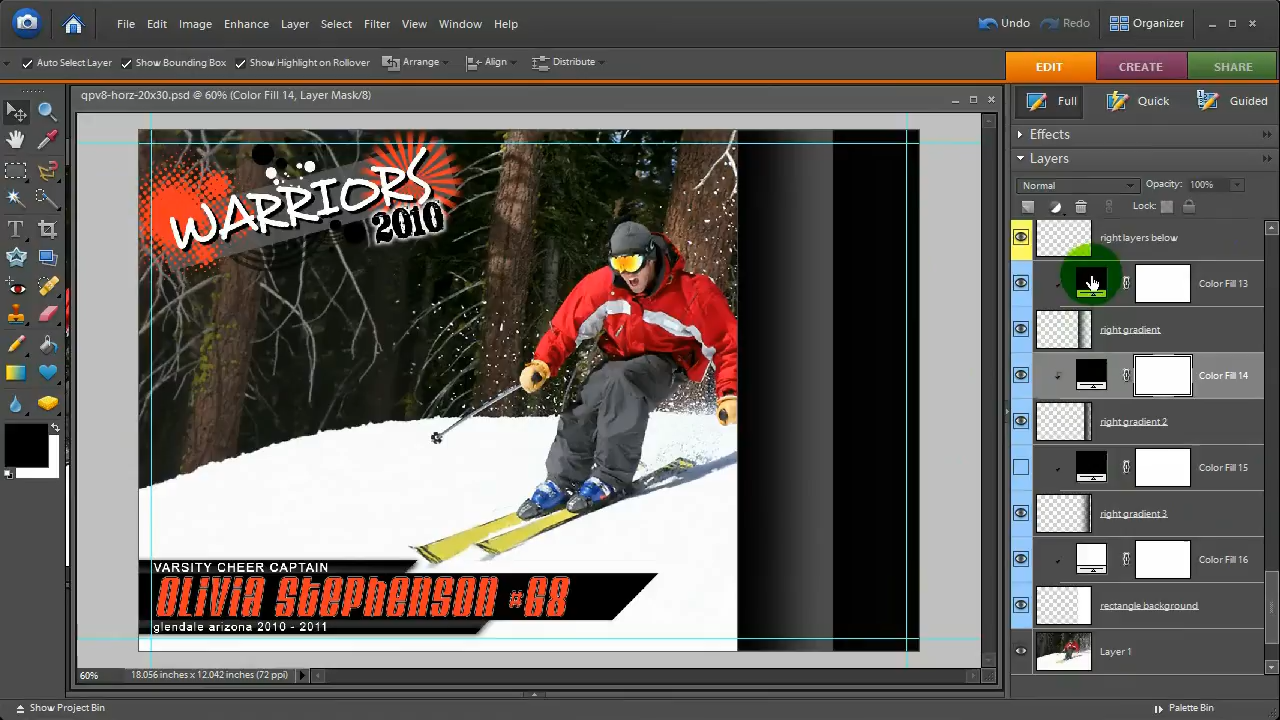 File Edit Image Enhance Layer Select Filter View Window Help
Undo Redo Organizer
Auto Select Layer Show Bounding Box Show Highlight on Rollover Arrange Align Distribute
EDIT CREATE SHARE
qpv8-horz-20x30.psd @ 60% (Color Fill 14, Layer Mask/8)
Full Quick Guided
Effects
Layers
Normal Opacity: 100%
Lock:
WARRIORS
2010
right layers below
Color Fill 13
right gradient
Color Fill 14
right gradient 2
Color Fill 15
right gradient 3
Color Fill 16
rectangle background
Layer 1
VARSITY CHEER CAPTAIN
Olivia Stephenson #68
glendale arizona 2010 - 2011
60% 18.056 inches x 12.042 inches (72 ppi)
Show Project Bin
Palette Bin